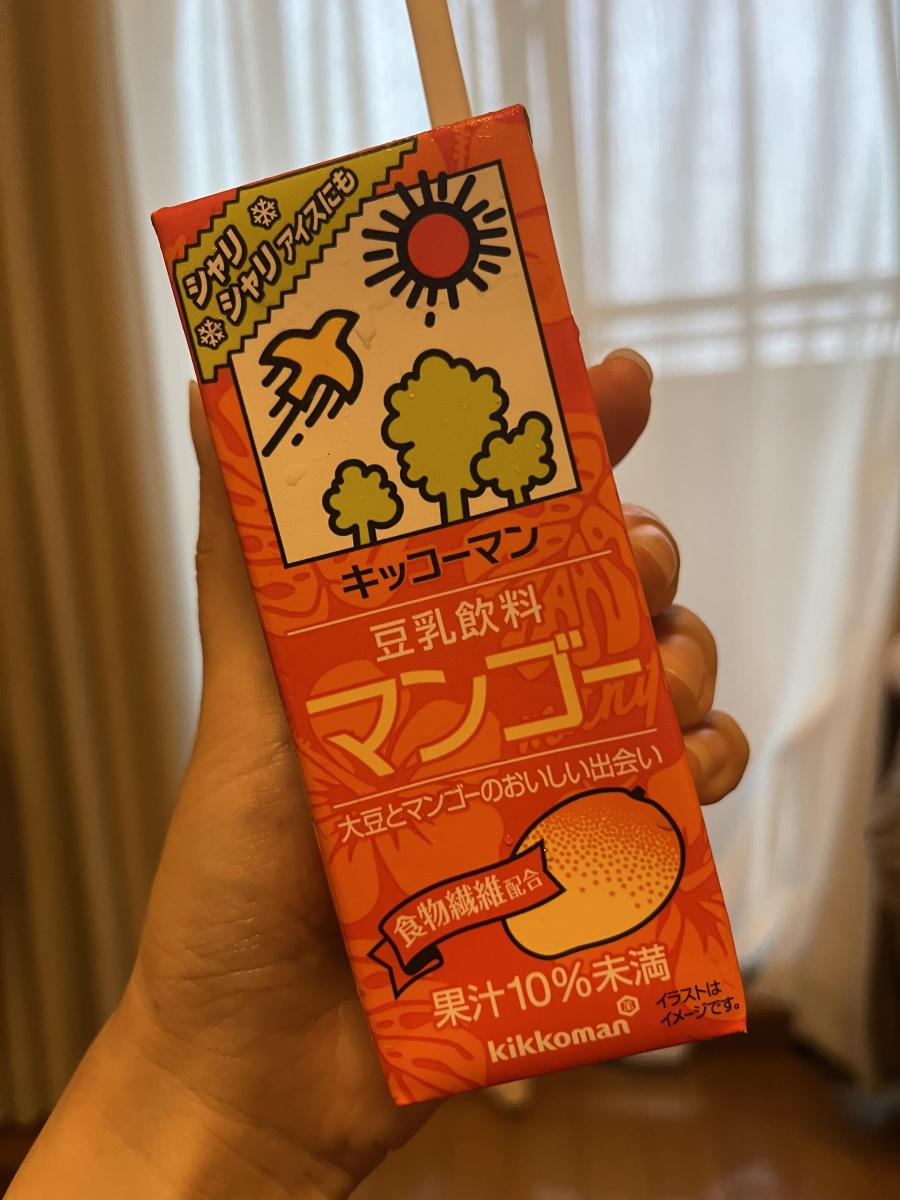 シャリ
シャリアイスにも
キッコーマン
豆乳飲料
マンゴー
大豆とマンゴーのおいしい出会い
食物繊維配合
果汁10%未満
kikkoman
イラストは
イメージです。